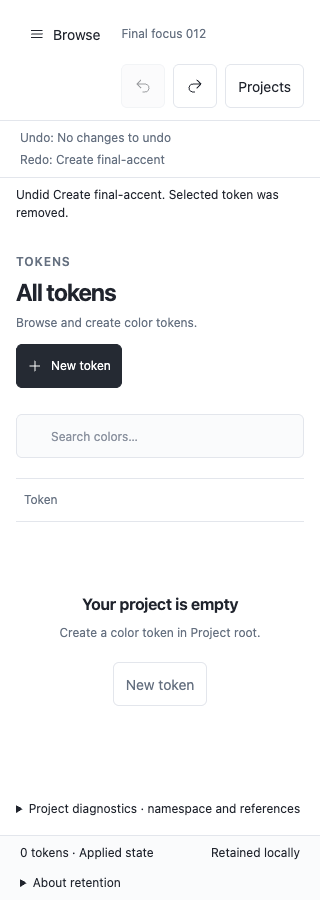 Browse
Final focus 012
Projects
Undo: No changes to undo
Redo: Create final-accent
Undid Create final-accent. Selected token was
removed.
TOKENS
All tokens
Browse and create color tokens.
New token
Search colors...
Token
Your project is empty
Create a color token in Project root.
New token
Project diagnostics · namespace and references
0 tokens · Applied state
Retained locally
About retention